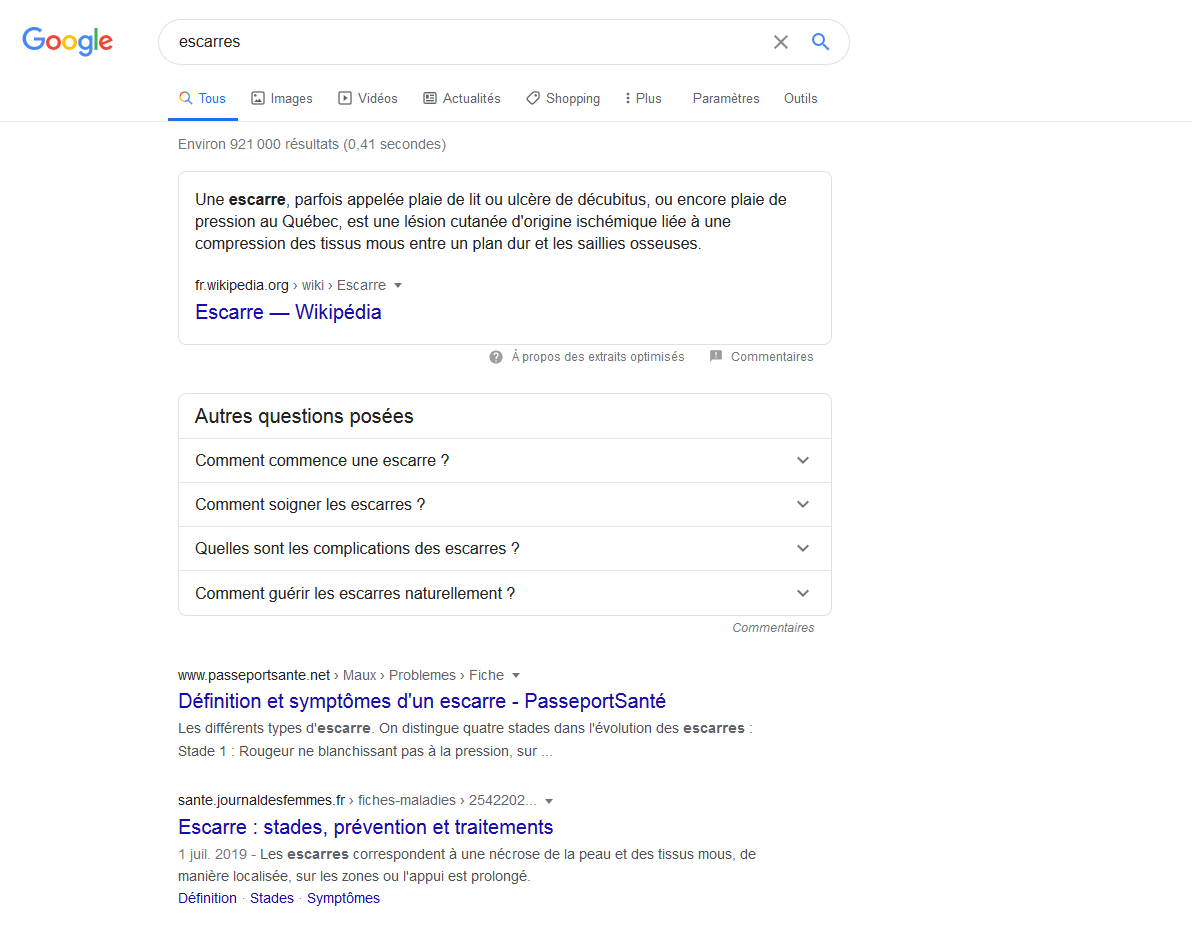 Google
escarres
Tous Images Vidéos Actualités Shopping Plus Paramètres Outils
Environ 921 000 résultats (0,41 secondes)
Une escarre, parfois appelée plaie de lit ou ulcère de décubitus, ou encore plaie de
pression au Québec, est une lésion cutanée d'origine ischémique liée à une
compression des tissus mous entre un plan dur et les saillies osseuses.
fr.wikipedia.org › wiki › Escarre
Escarre — Wikipédia
À propos des extraits optimisés Commentaires
Autres questions posées
Comment commence une escarre ?
Comment soigner les escarres ?
Quelles sont les complications des escarres ?
Comment guérir les escarres naturellement ?
Commentaires
www.passeportsante.net › Maux › Problemes › Fiche
Définition et symptômes d'un escarre - PasseportSanté
Les différents types d'escarre. On distingue quatre stades dans l'évolution des escarres :
Stade 1 : Rougeur ne blanchissant pas à la pression, sur ...
sante.journaldesfemmes.fr › fiches-maladies › 2542202...
Escarre : stades, prévention et traitements
1 juil. 2019 - Les escarres correspondent à une nécrose de la peau et des tissus mous, de
manière localisée, sur les zones ou l'appui est prolongé.
Définition · Stades · Symptômes